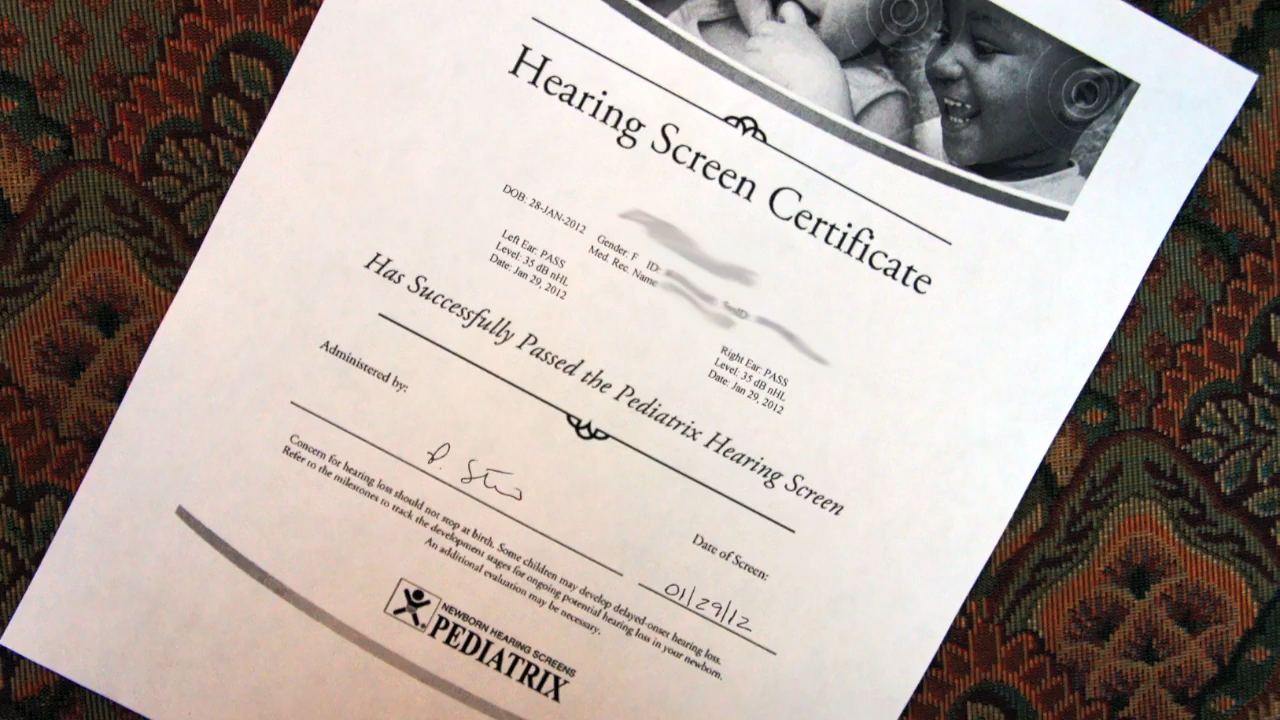 Hearing Screen Certificate
DOB: 28-JAN-2012
Gender: F ID:
Med. Rec. Name
Left Ear: PASS
Level: 35 dB nHL
Date: Jan 29, 2012
Right Ear: PASS
Level: 35 dB nHL
Date: Jan 29, 2012
Has Successfully Passed the Pediatrix Hearing Screen
Administered by:
Date of Screen:
01/29/12
Concern for hearing loss should not stop at birth. Some children may develop delayed-onset hearing loss.
Refer to the milestones to track the development stages for ongoing potential hearing loss in your newborn.
An additional evaluation may be necessary.
NEWBORN HEARING SCREENS
PEDIATRIX